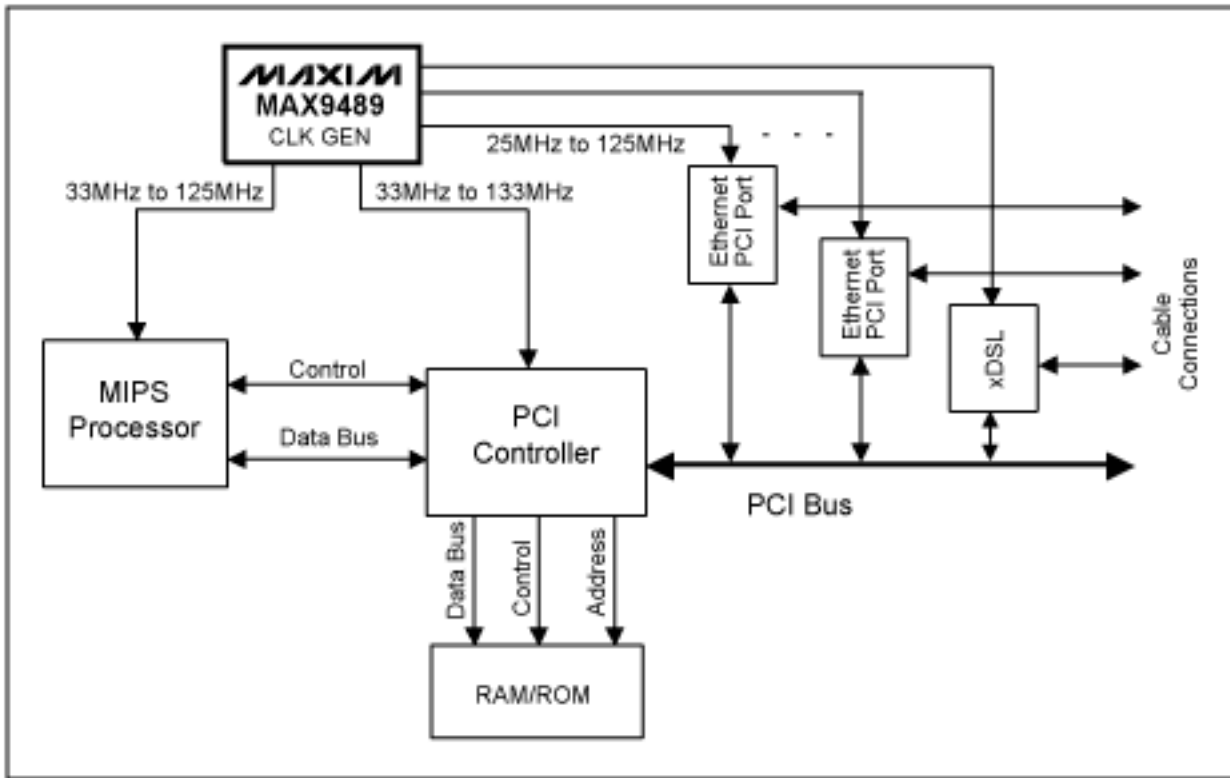 MAXIM
MAX9489
CLK GEN
25MHz to 125MHz
- - -
33MHz to 125MHz
33MHz to 133MHz
Ethernet
PCI Port
Ethernet
PCI Port
xDSL
Cable
Connections
MIPS
Processor
Control
Data Bus
PCI
Controller
PCI Bus
Data Bus
Control
Address
RAM/ROM